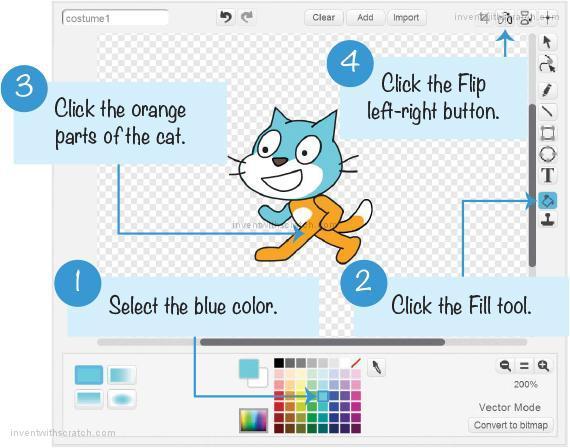 costume1
Clear
Add
Import
inventwithscratch.com
3
Click the orange
parts of the cat.
4
Click the Flip
left-right button.
T
inventwithscratch.com
1
Select the blue color.
2
Click the Fill tool.
200%
Vector Mode
Convert to bitmap
inventwithscratch.com